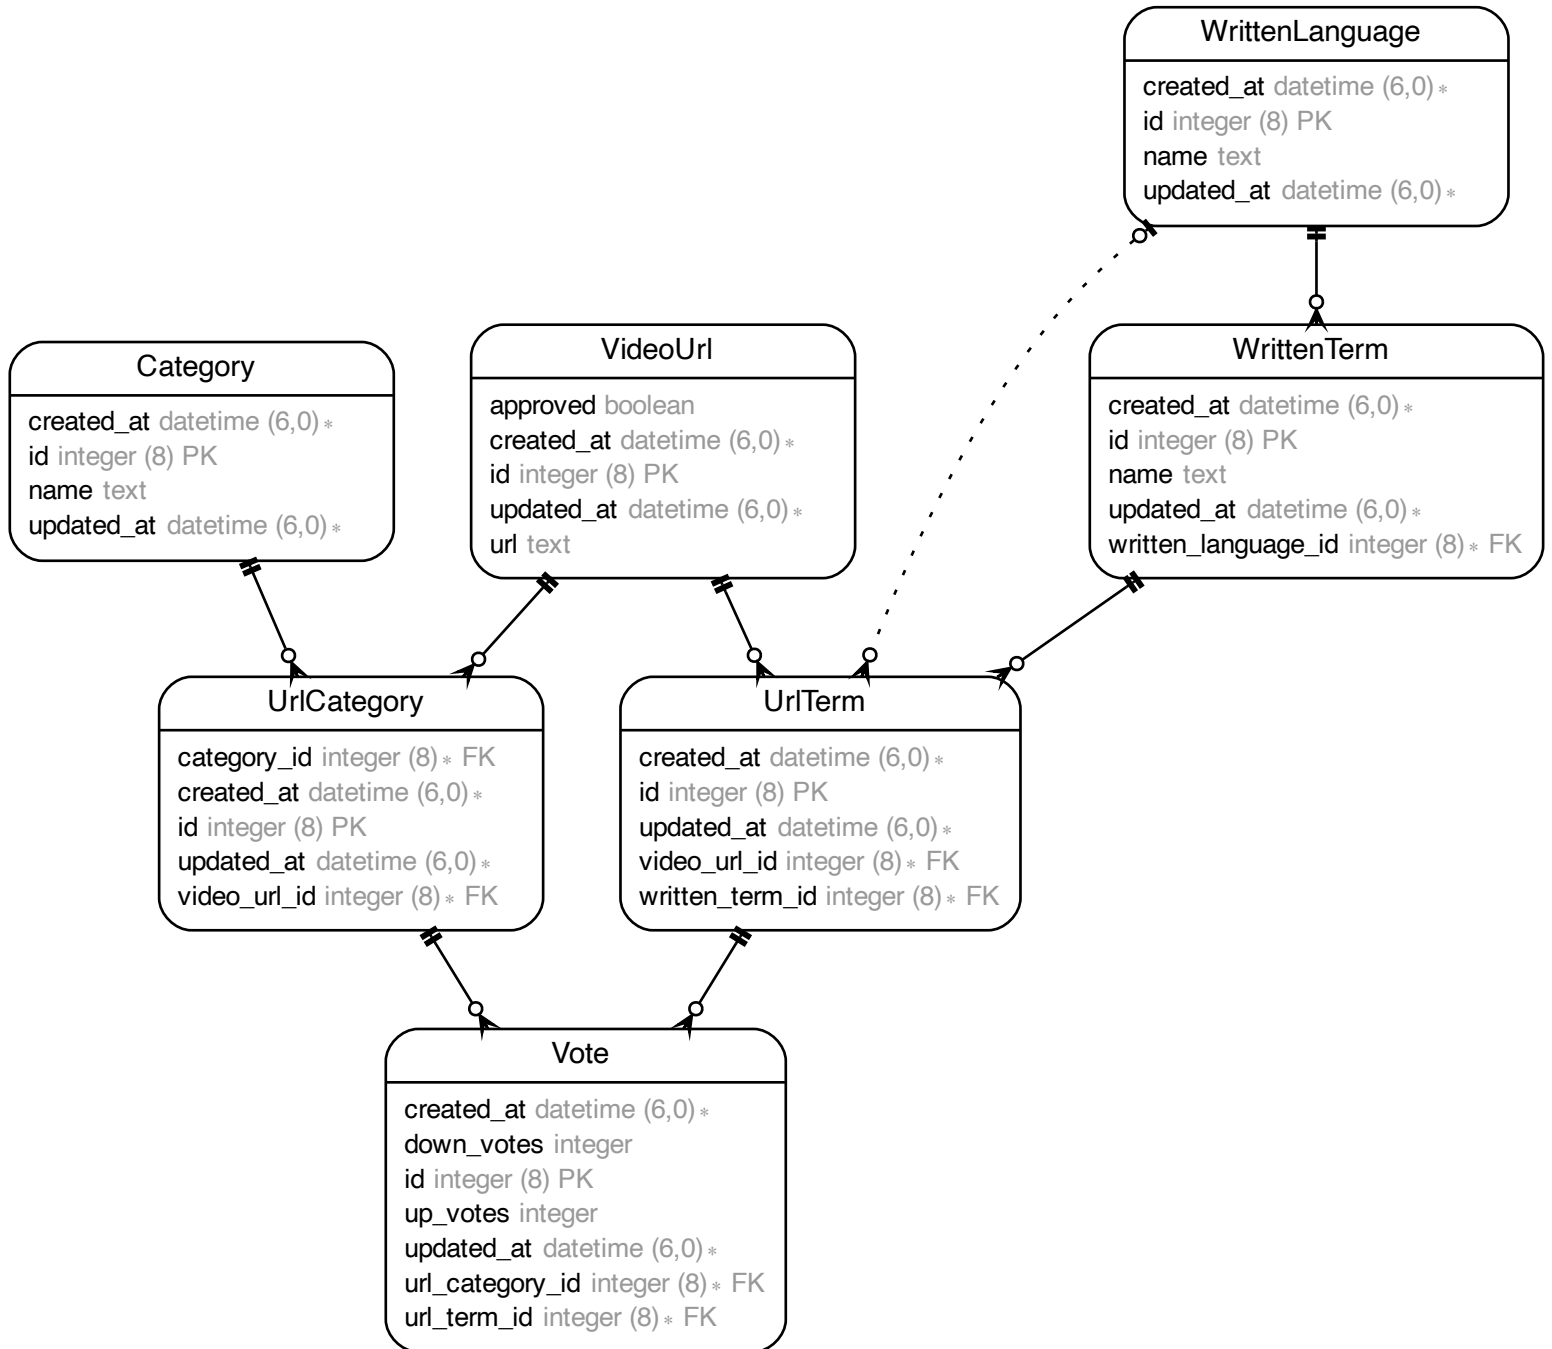 WrittenLanguage
created_at datetime (6,0) *
id integer (8) PK
name text
updated_at datetime (6,0) *
Category
created_at datetime (6,0) *
id integer (8) PK
name text
updated_at datetime (6,0) *
VideoUrl
approved boolean
created_at datetime (6,0) *
id integer (8) PK
updated_at datetime (6,0) *
url text
WrittenTerm
created_at datetime (6,0) *
id integer (8) PK
name text
updated_at datetime (6,0) *
written_language_id integer (8) * FK
UrlCategory
category_id integer (8) * FK
created_at datetime (6,0) *
id integer (8) PK
updated_at datetime (6,0) *
video_url_id integer (8) * FK
UrlTerm
created_at datetime (6,0) *
id integer (8) PK
updated_at datetime (6,0) *
video_url_id integer (8) * FK
written_term_id integer (8) * FK
Vote
created_at datetime (6,0) *
down_votes integer
id integer (8) PK
up_votes integer
updated_at datetime (6,0) *
url_category_id integer (8) * FK
url_term_id integer (8) * FK